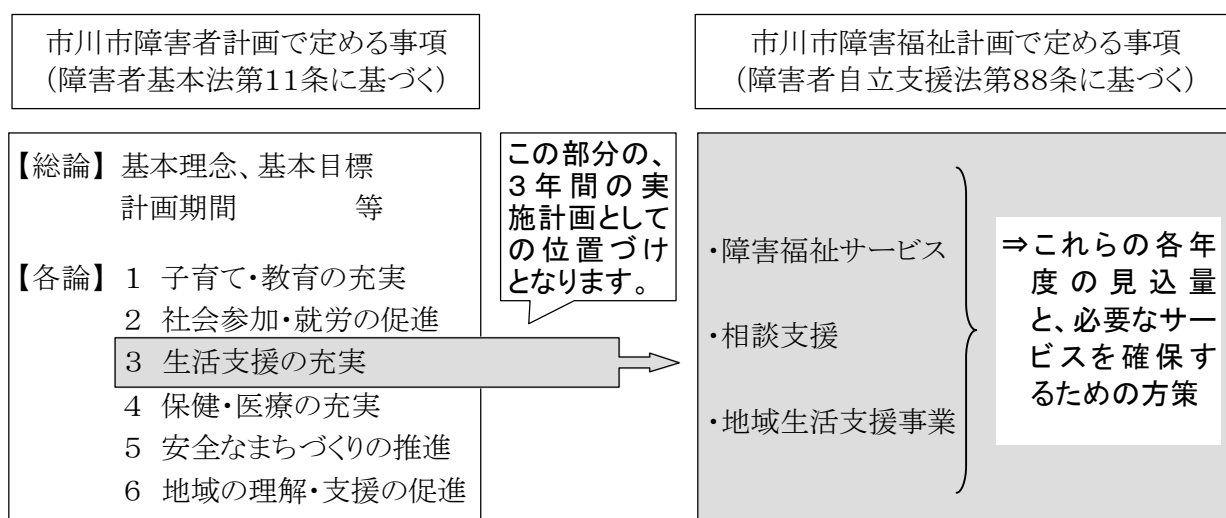 市川市障害者計画で定める事項
（障害者基本法第11条に基づく）
市川市障害福祉計画で定める事項
（障害者自立支援法第88条に基づく）
【総論】 基本理念、基本目標
計画期間　　　等
【各論】 1 子育て・教育の充実
2 社会参加・就労の促進
3 生活支援の充実
4 保健・医療の充実
5 安全なまちづくりの推進
6 地域の理解・支援の促進
この部分の、
3年間の実
施計画として
の位置づけ
となります。
・障害福祉サービス
・相談支援
・地域生活支援事業
⇒これらの各年
度の見込量
と、必要なサー
ビスを確保す
るための方策